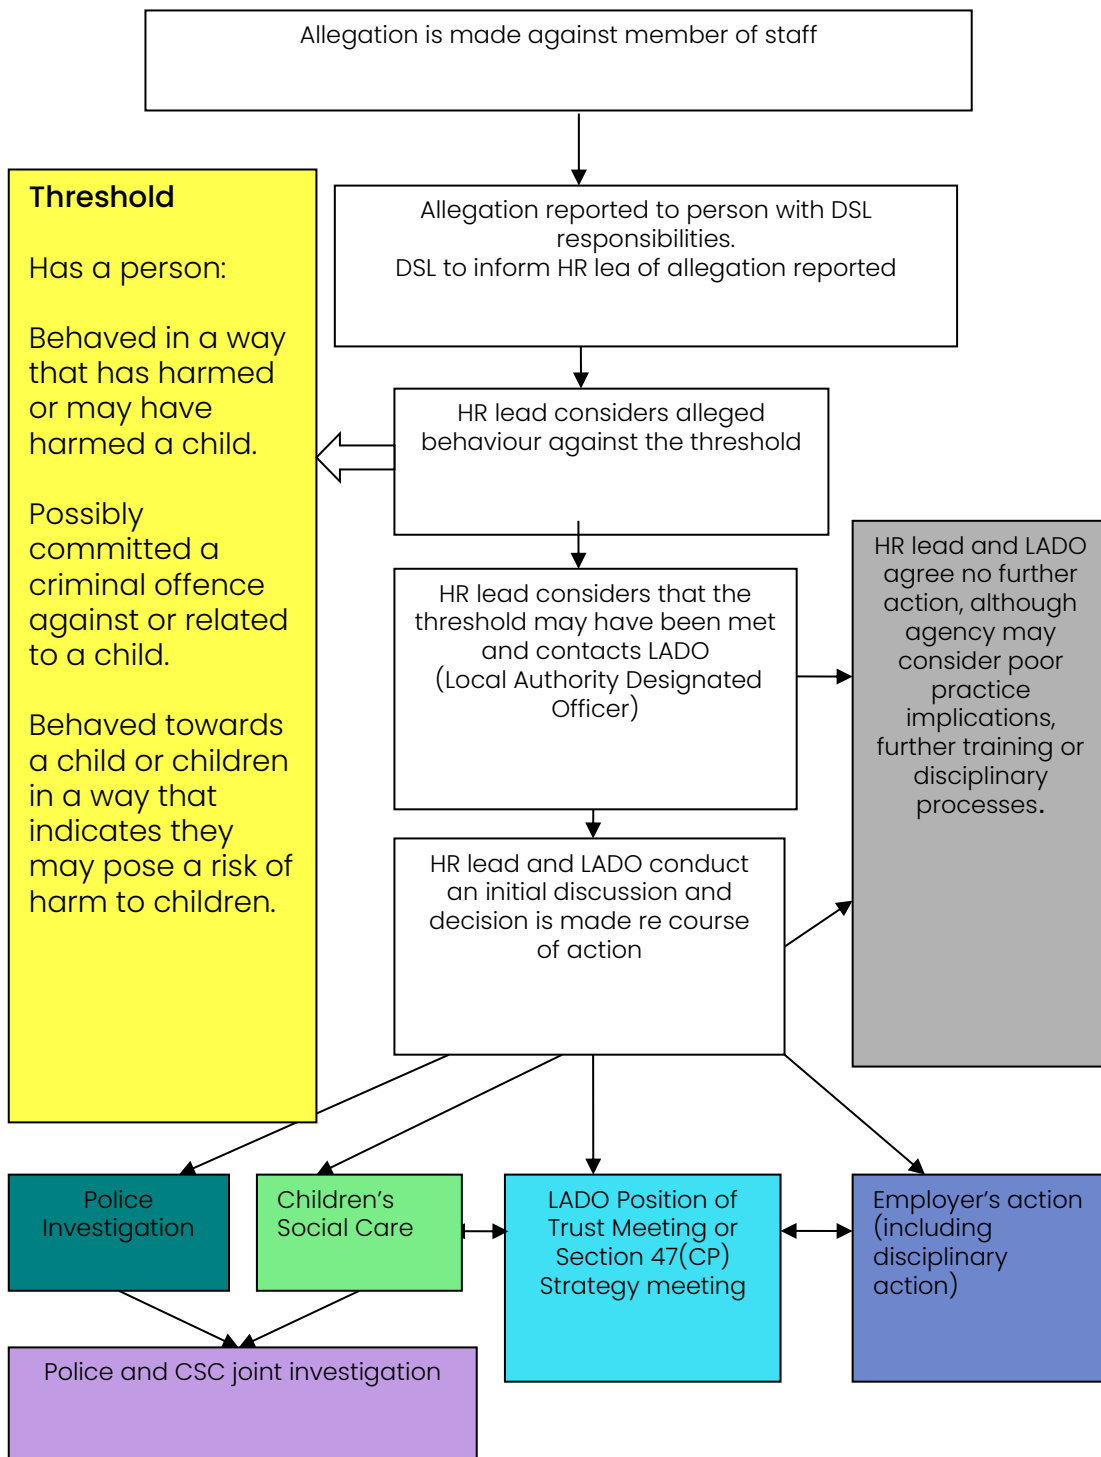 Allegation is made against member of staff
Threshold
Has a person:
Behaved in a way
that has harmed
or may have
harmed a child.
Possibly
committed a
criminal offence
against or related
to a child.
Behaved towards
a child or children
in a way that
indicates they
may pose a risk of
harm to children.
Allegation reported to person with DSL
responsibilities.
DSL to inform HR lea of allegation reported
HR lead considers alleged
behaviour against the threshold
HR lead considers that the
threshold may have been met
and contacts LADO
(Local Authority Designated
Officer)
HR lead and LADO
agree no further
action, although
agency may
consider poor
practice
implications,
further training or
disciplinary
processes.
HR lead and LADO conduct
an initial discussion and
decision is made re course
of action
Police
Investigation
Children's
Social Care
LADO Position of
Trust Meeting or
Section 47(CP)
Strategy meeting
Employer's action
(including
disciplinary
action)
Police and CSC joint investigation